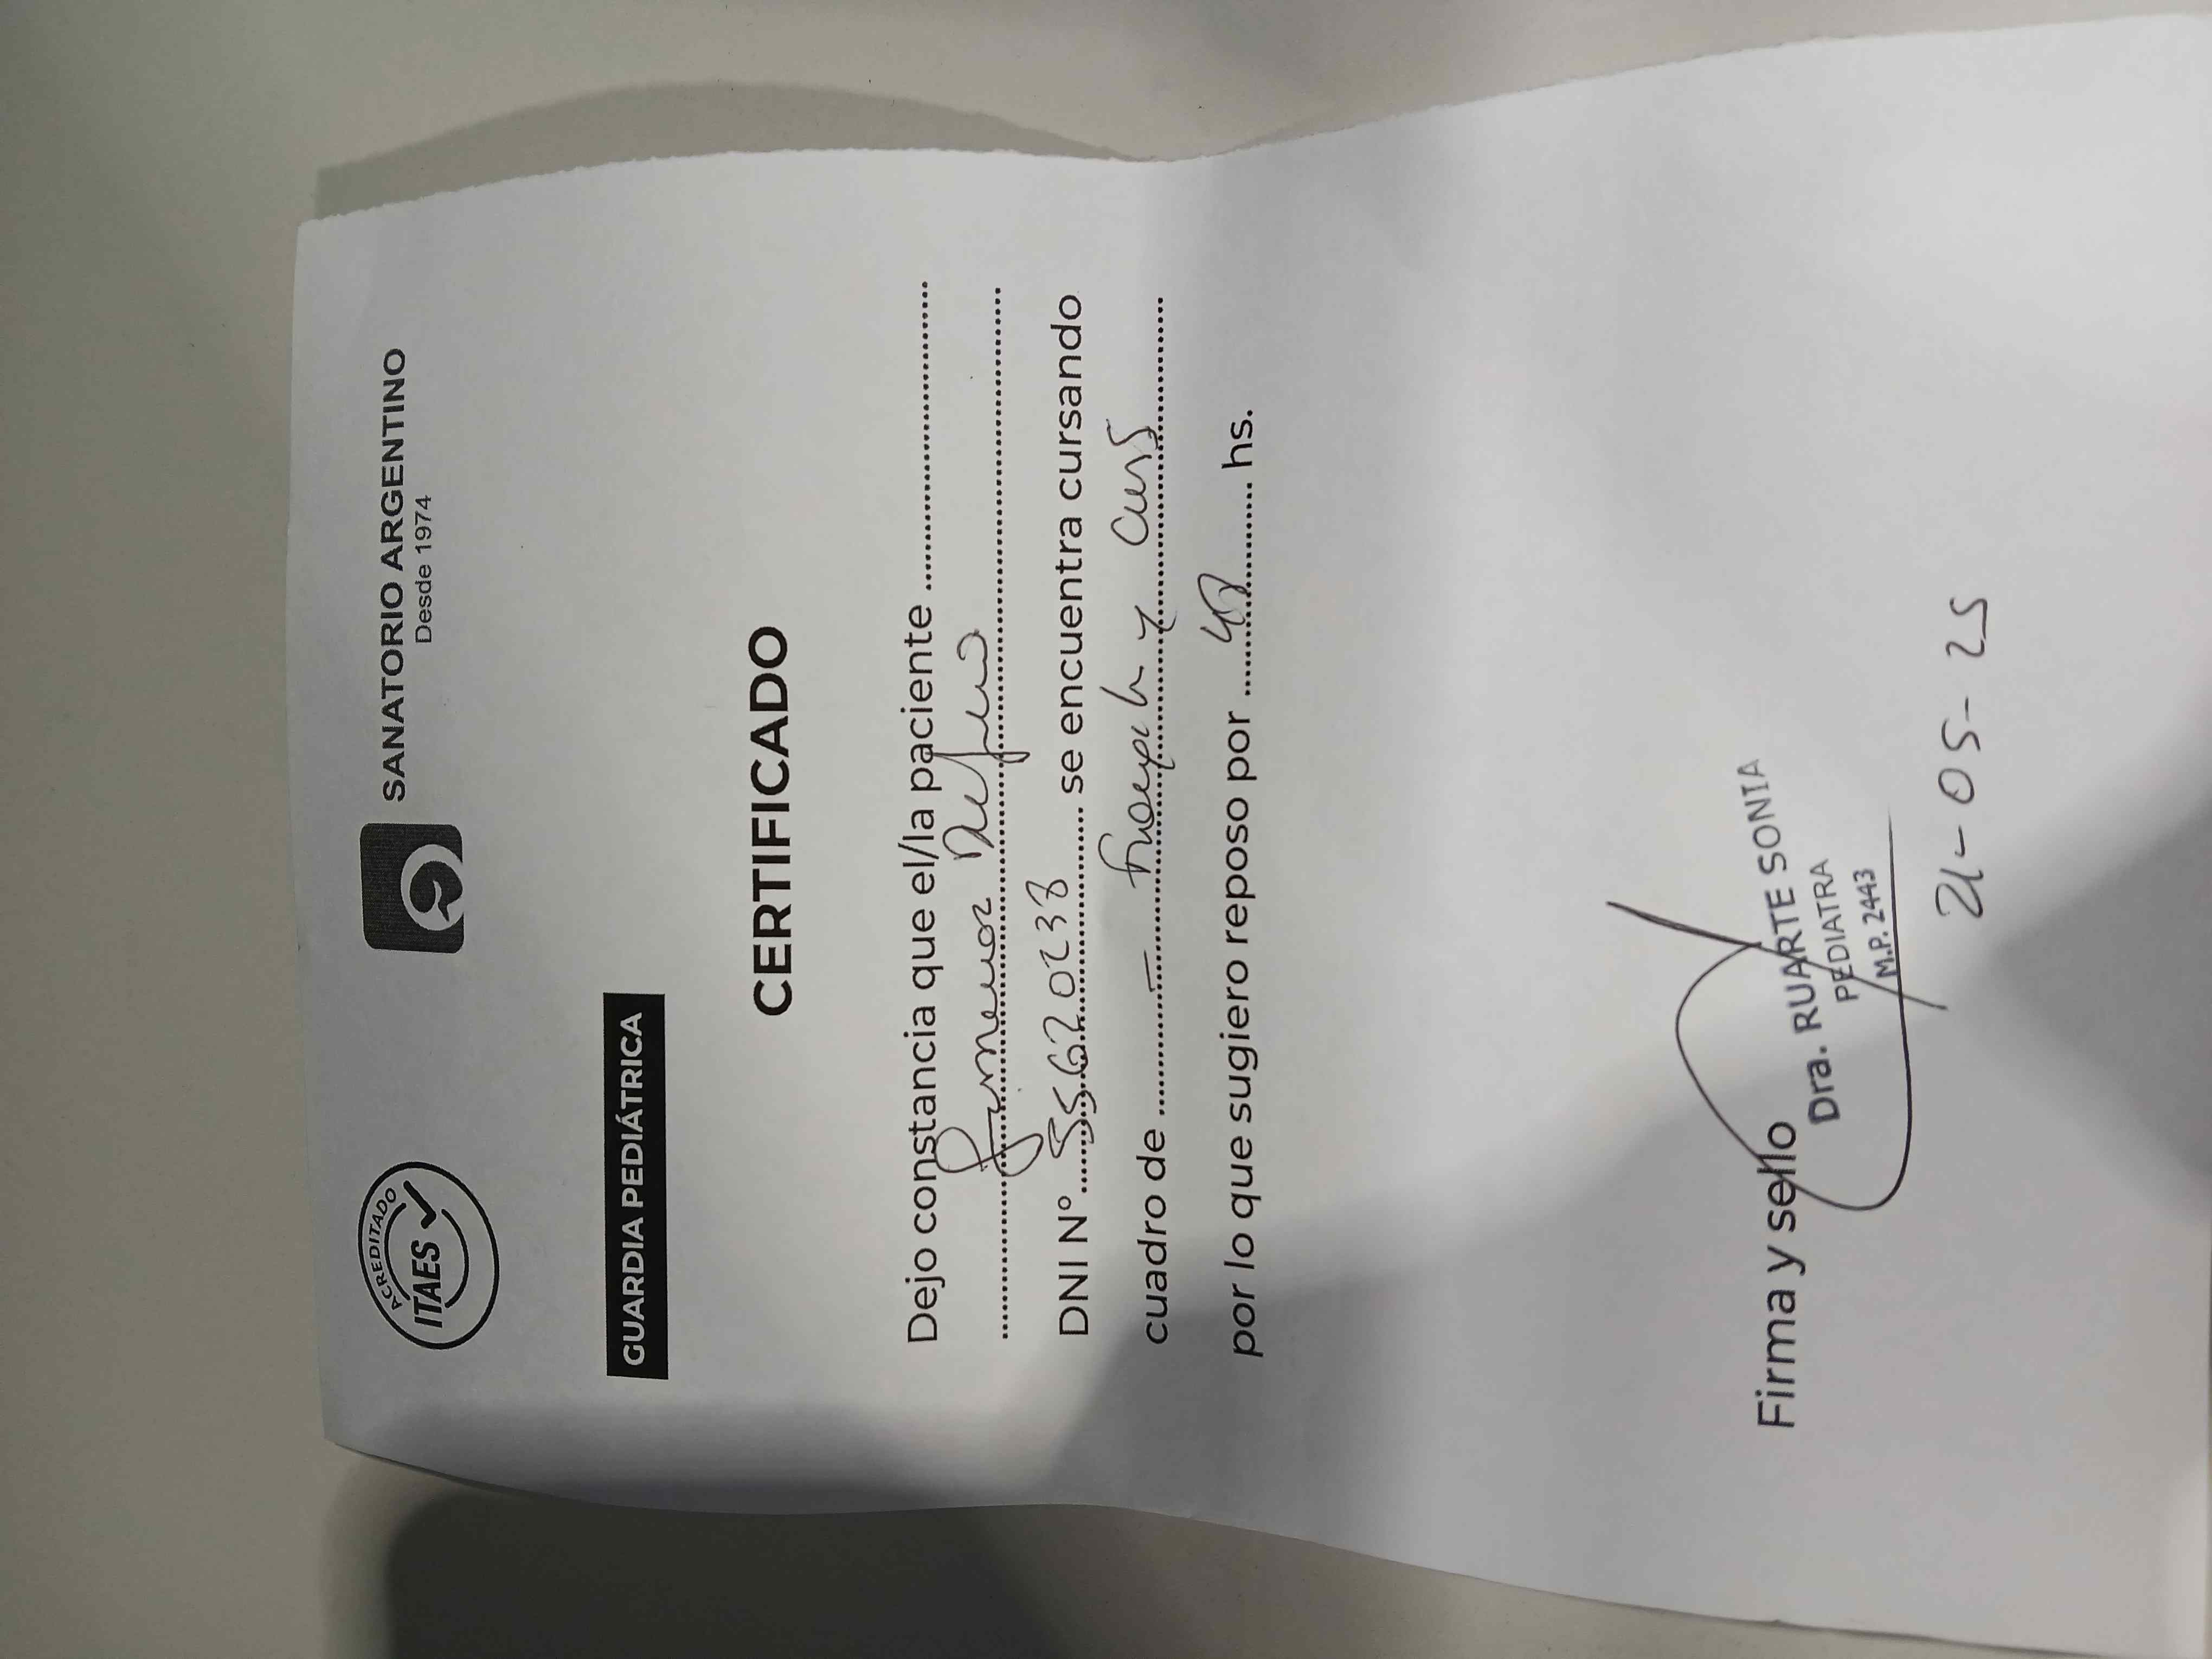 ACREDITADO
ITAES
SANATORIO ARGENTINO
Desde 1974
GUARDIA PEDIÁTRICA
CERTIFICADO
Dejo constancia que el/la paciente
DNI N° 55620238 se encuentra cursando
cuadro de
por lo que sugiero reposo por 48 hs.
Firma y sello
Dra. RUARTE SONIA
PEDIATRA
M.P. 2443
21-05-25